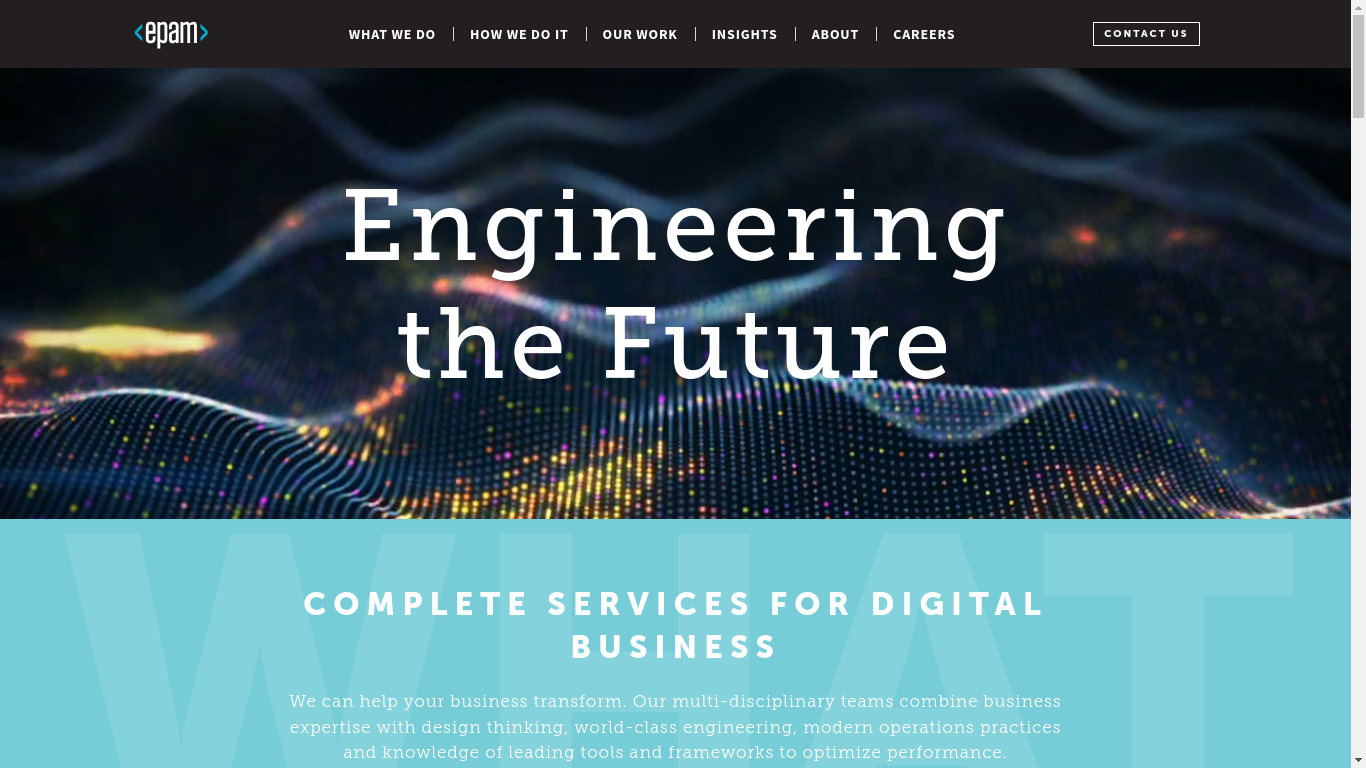 <epam>
WHAT WE DO
HOW WE DO IT
OUR WORK
INSIGHTS
ABOUT
CAREERS
CONTACT US
Engineering
the Future
WHAT
COMPLETE SERVICES FOR DIGITAL
BUSINESS
We can help your business transform. Our multi-disciplinary teams combine business
expertise with design thinking, world-class engineering, modern operations practices
and knowledge of leading tools and frameworks to optimize performance.